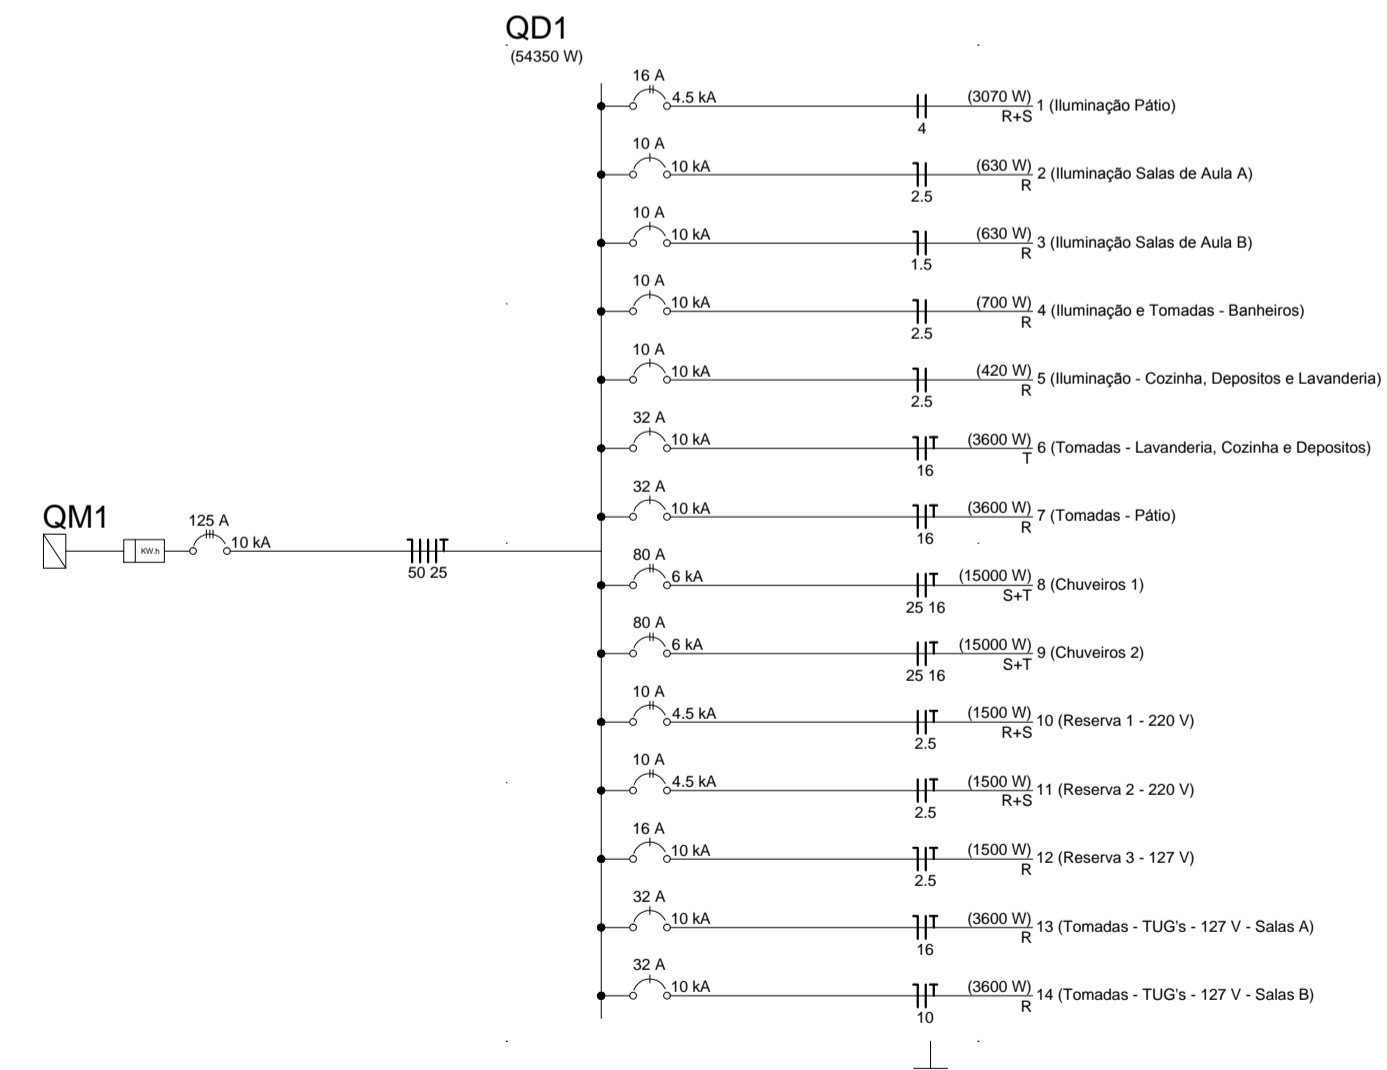 QD1
(54350 W)
16 A
4.5 kA
4
(3070 W)
R+S
1 (Iluminação Pátio)
10 A
10 kA
2.5
(630 W)
R
2 (Iluminação Salas de Aula A)
10 A
10 kA
1.5
(630 W)
R
3 (Iluminação Salas de Aula B)
10 A
10 kA
2.5
(700 W)
R
4 (Iluminação e Tomadas - Banheiros)
10 A
10 kA
2.5
(420 W)
R
5 (Iluminação - Cozinha, Depositos e Lavanderia)
32 A
10 kA
16
(3600 W)
T
6 (Tomadas - Lavanderia, Cozinha e Depositos)
32 A
10 kA
16
(3600 W)
R
7 (Tomadas - Pátio)
QM1
KW.h
125 A
10 kA
50 25
80 A
6 kA
25 16
(15000 W)
S+T
8 (Chuveiros 1)
80 A
6 kA
25 16
(15000 W)
S+T
9 (Chuveiros 2)
10 A
4.5 kA
2.5
(1500 W)
R+S
10 (Reserva 1 - 220 V)
10 A
4.5 kA
2.5
(1500 W)
R+S
11 (Reserva 2 - 220 V)
16 A
10 kA
2.5
(1500 W)
R
12 (Reserva 3 - 127 V)
32 A
10 kA
16
(3600 W)
R
13 (Tomadas - TUG's - 127 V - Salas A)
32 A
10 kA
10
(3600 W)
R
14 (Tomadas - TUG's - 127 V - Salas B)